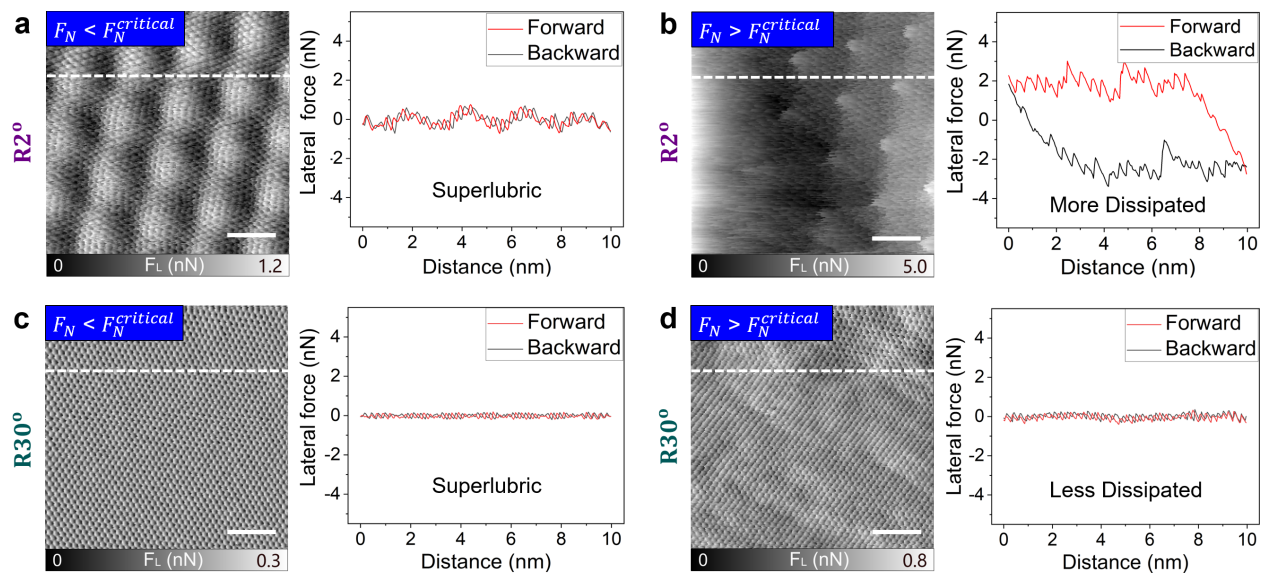 a
F_N < F_N^critical
R2°
0 F_L (nN) 1.2
Forward
Backward
Lateral force (nN)
4
2
0
-2
-4
Superlubric
0 2 4 6 8 10
Distance (nm)
b
F_N > F_N^critical
R2°
0 F_L (nN) 5.0
Forward
Backward
Lateral force (nN)
4
2
0
-2
-4
More Dissipated
0 2 4 6 8 10
Distance (nm)
c
F_N < F_N^critical
R30°
0 F_L (nN) 0.3
Forward
Backward
Lateral force (nN)
4
2
0
-2
-4
Superlubric
0 2 4 6 8 10
Distance (nm)
d
F_N > F_N^critical
R30°
0 F_L (nN) 0.8
Forward
Backward
Lateral force (nN)
4
2
0
-2
-4
Less Dissipated
0 2 4 6 8 10
Distance (nm)